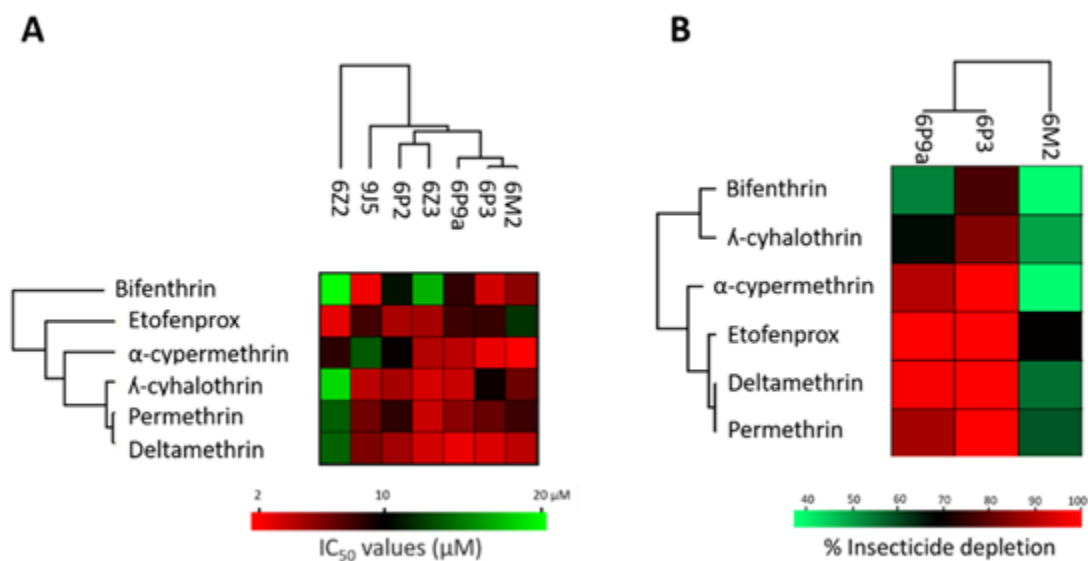 A
6Z2 9J5 6P2 6Z3 6P9a 6P3 6M2
Bifenthrin
Etofenprox
α-cypermethrin
ʎ-cyhalothrin
Permethrin
Deltamethrin
2 10 20 µM
IC50 values (µM)
B
6P9a 6P3 6M2
Bifenthrin
ʎ-cyhalothrin
α-cypermethrin
Etofenprox
Deltamethrin
Permethrin
40 50 60 70 80 90 100
% Insecticide depletion